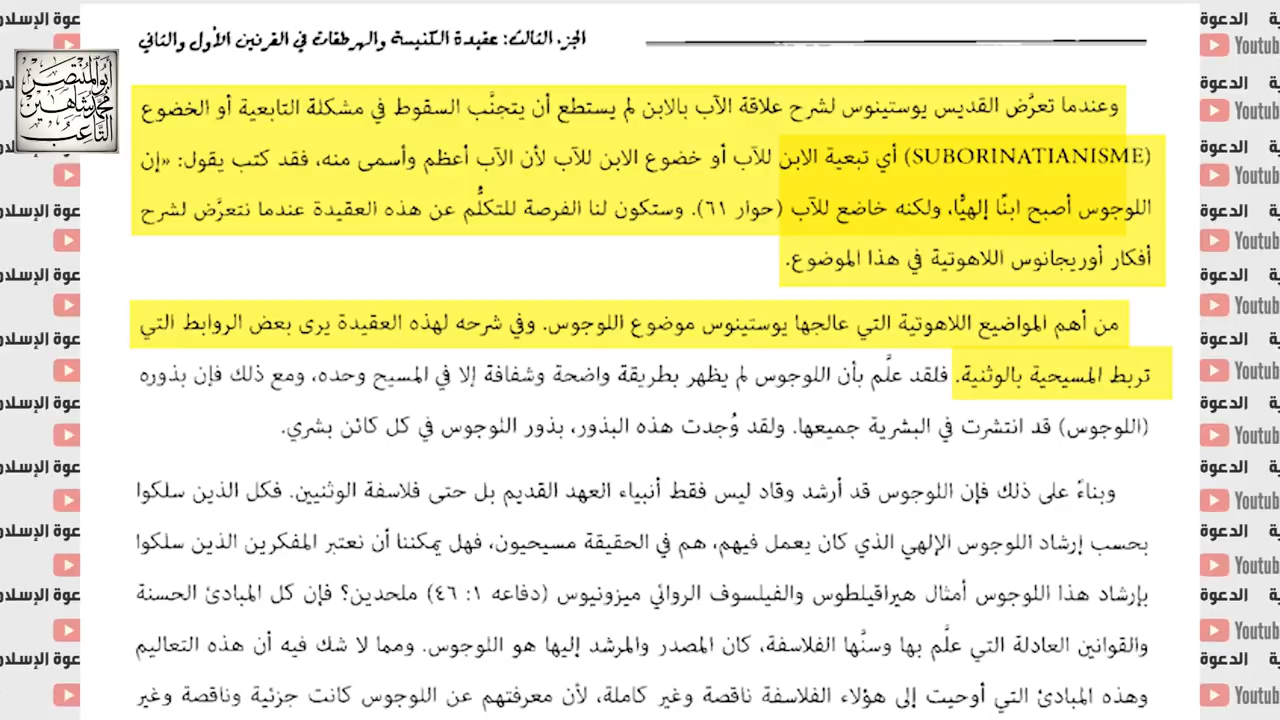 الجزء الثالث: عقيدة الكنيسة والهرطقات في القرنين الأول والثاني
وعندما تعرَّض القديس يوستينوس لشرح علاقة الآب بالابن لم يستطع أن يتجنَّب السقوط في مشكلة التابعية أو الخضوع
(SUBORINATIANISME) أي تبعية الابن للآب أو خضوع الابن للآب لأن الآب أعظم وأسمى منه، فقد كتب يقول: «إن
اللوجوس أصبح ابنًا إلهيًّا، ولكنه خاضع للآب (حوار ٦١). وستكون لنا الفرصة للتكلُّم عن هذه العقيدة عندما نتعرَّض لشرح
أفكار أوريجانوس اللاهوتية في هذا الموضوع.
من أهم المواضيع اللاهوتية التي عالجها يوستينوس موضوع اللوجوس. وفي شرحه لهذه العقيدة يرى بعض الروابط التي
تربط المسيحية بالوثنية. فلقد علَّم بأن اللوجوس لم يظهر بطريقة واضحة وشفافة إلا في المسيح وحده، ومع ذلك فإن بذوره
(اللوجوس) قد انتشرت في البشرية جميعها. ولقد وُجدت هذه البذور، بذور اللوجوس في كل كائن بشري.
وبناءً على ذلك فإن اللوجوس قد أرشد وقاد ليس فقط أنبياء العهد القديم بل حتى فلاسفة الوثنيين. فكل الذين سلكوا
بحسب إرشاد اللوجوس الإلهي الذي كان يعمل فيهم، هم في الحقيقة مسيحيون، فهل يمكننا أن نعتبر المفكرين الذين سلكوا
بإرشاد هذا اللوجوس أمثال هيراقيلطوس والفيلسوف الروائي ميزونيوس (دفاعه ١: ٤٦) ملحدين؟ فإن كل المبادئ الحسنة
والقوانين العادلة التي علَّم بها وسنَّها الفلاسفة، كان المصدر والمرشد إليها هو اللوجوس. ومما لا شك فيه أن هذه التعاليم
وهذه المبادئ التي أوحيت إلى هؤلاء الفلاسفة ناقصة وغير كاملة، لأن معرفتهم عن اللوجوس كانت جزئية وناقصة وغير